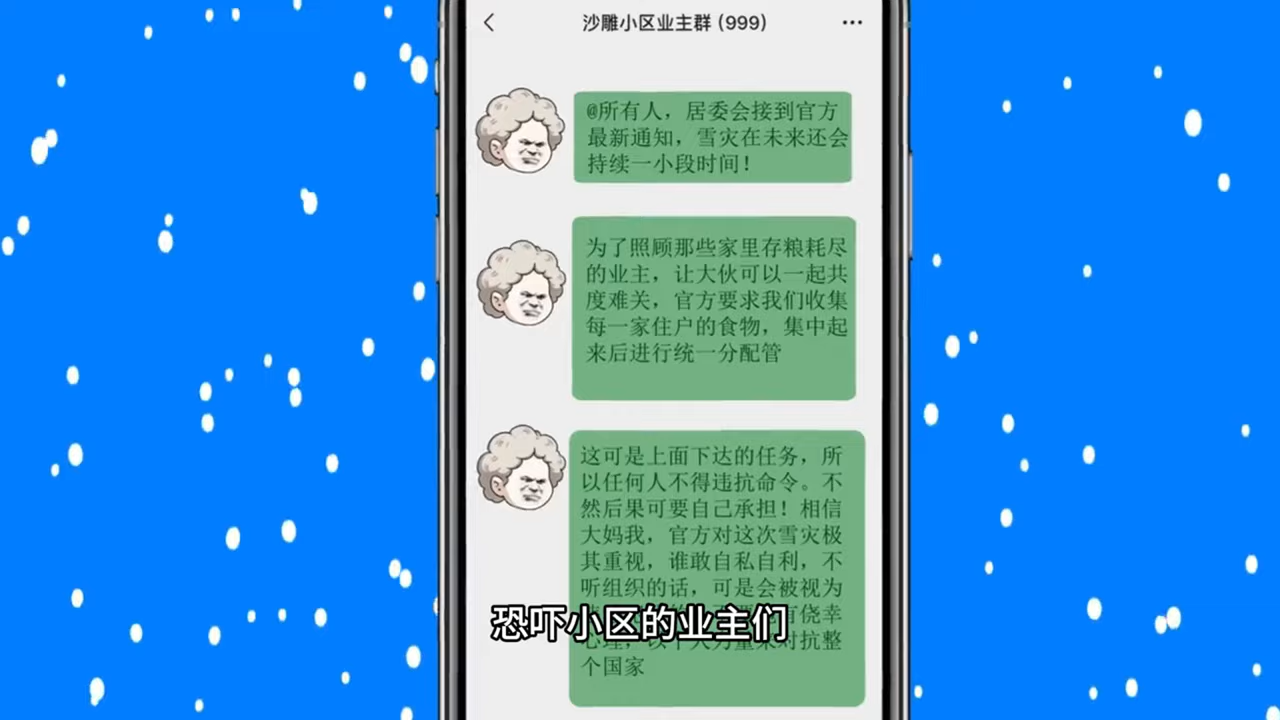 沙雕小区业主群(999)
@所有人，居委会接到官方
最新通知，雪灾在未来还会
持续一小段时间！
为了照顾那些家里存粮耗尽
的业主，让大伙可以一起共
度难关，官方要求我们收集
每一家住户的食物，集中起
来后进行统一分配管
这可是上面下达的任务，所
以任何人不得违抗命令。不
然后果可要自己承担！相信
大妈我，官方对这次雪灾极
其重视，谁敢自私自利，不
听组织的话，可是会被视为
有侥幸
恐吓小区的业主们
对抗整
个国家